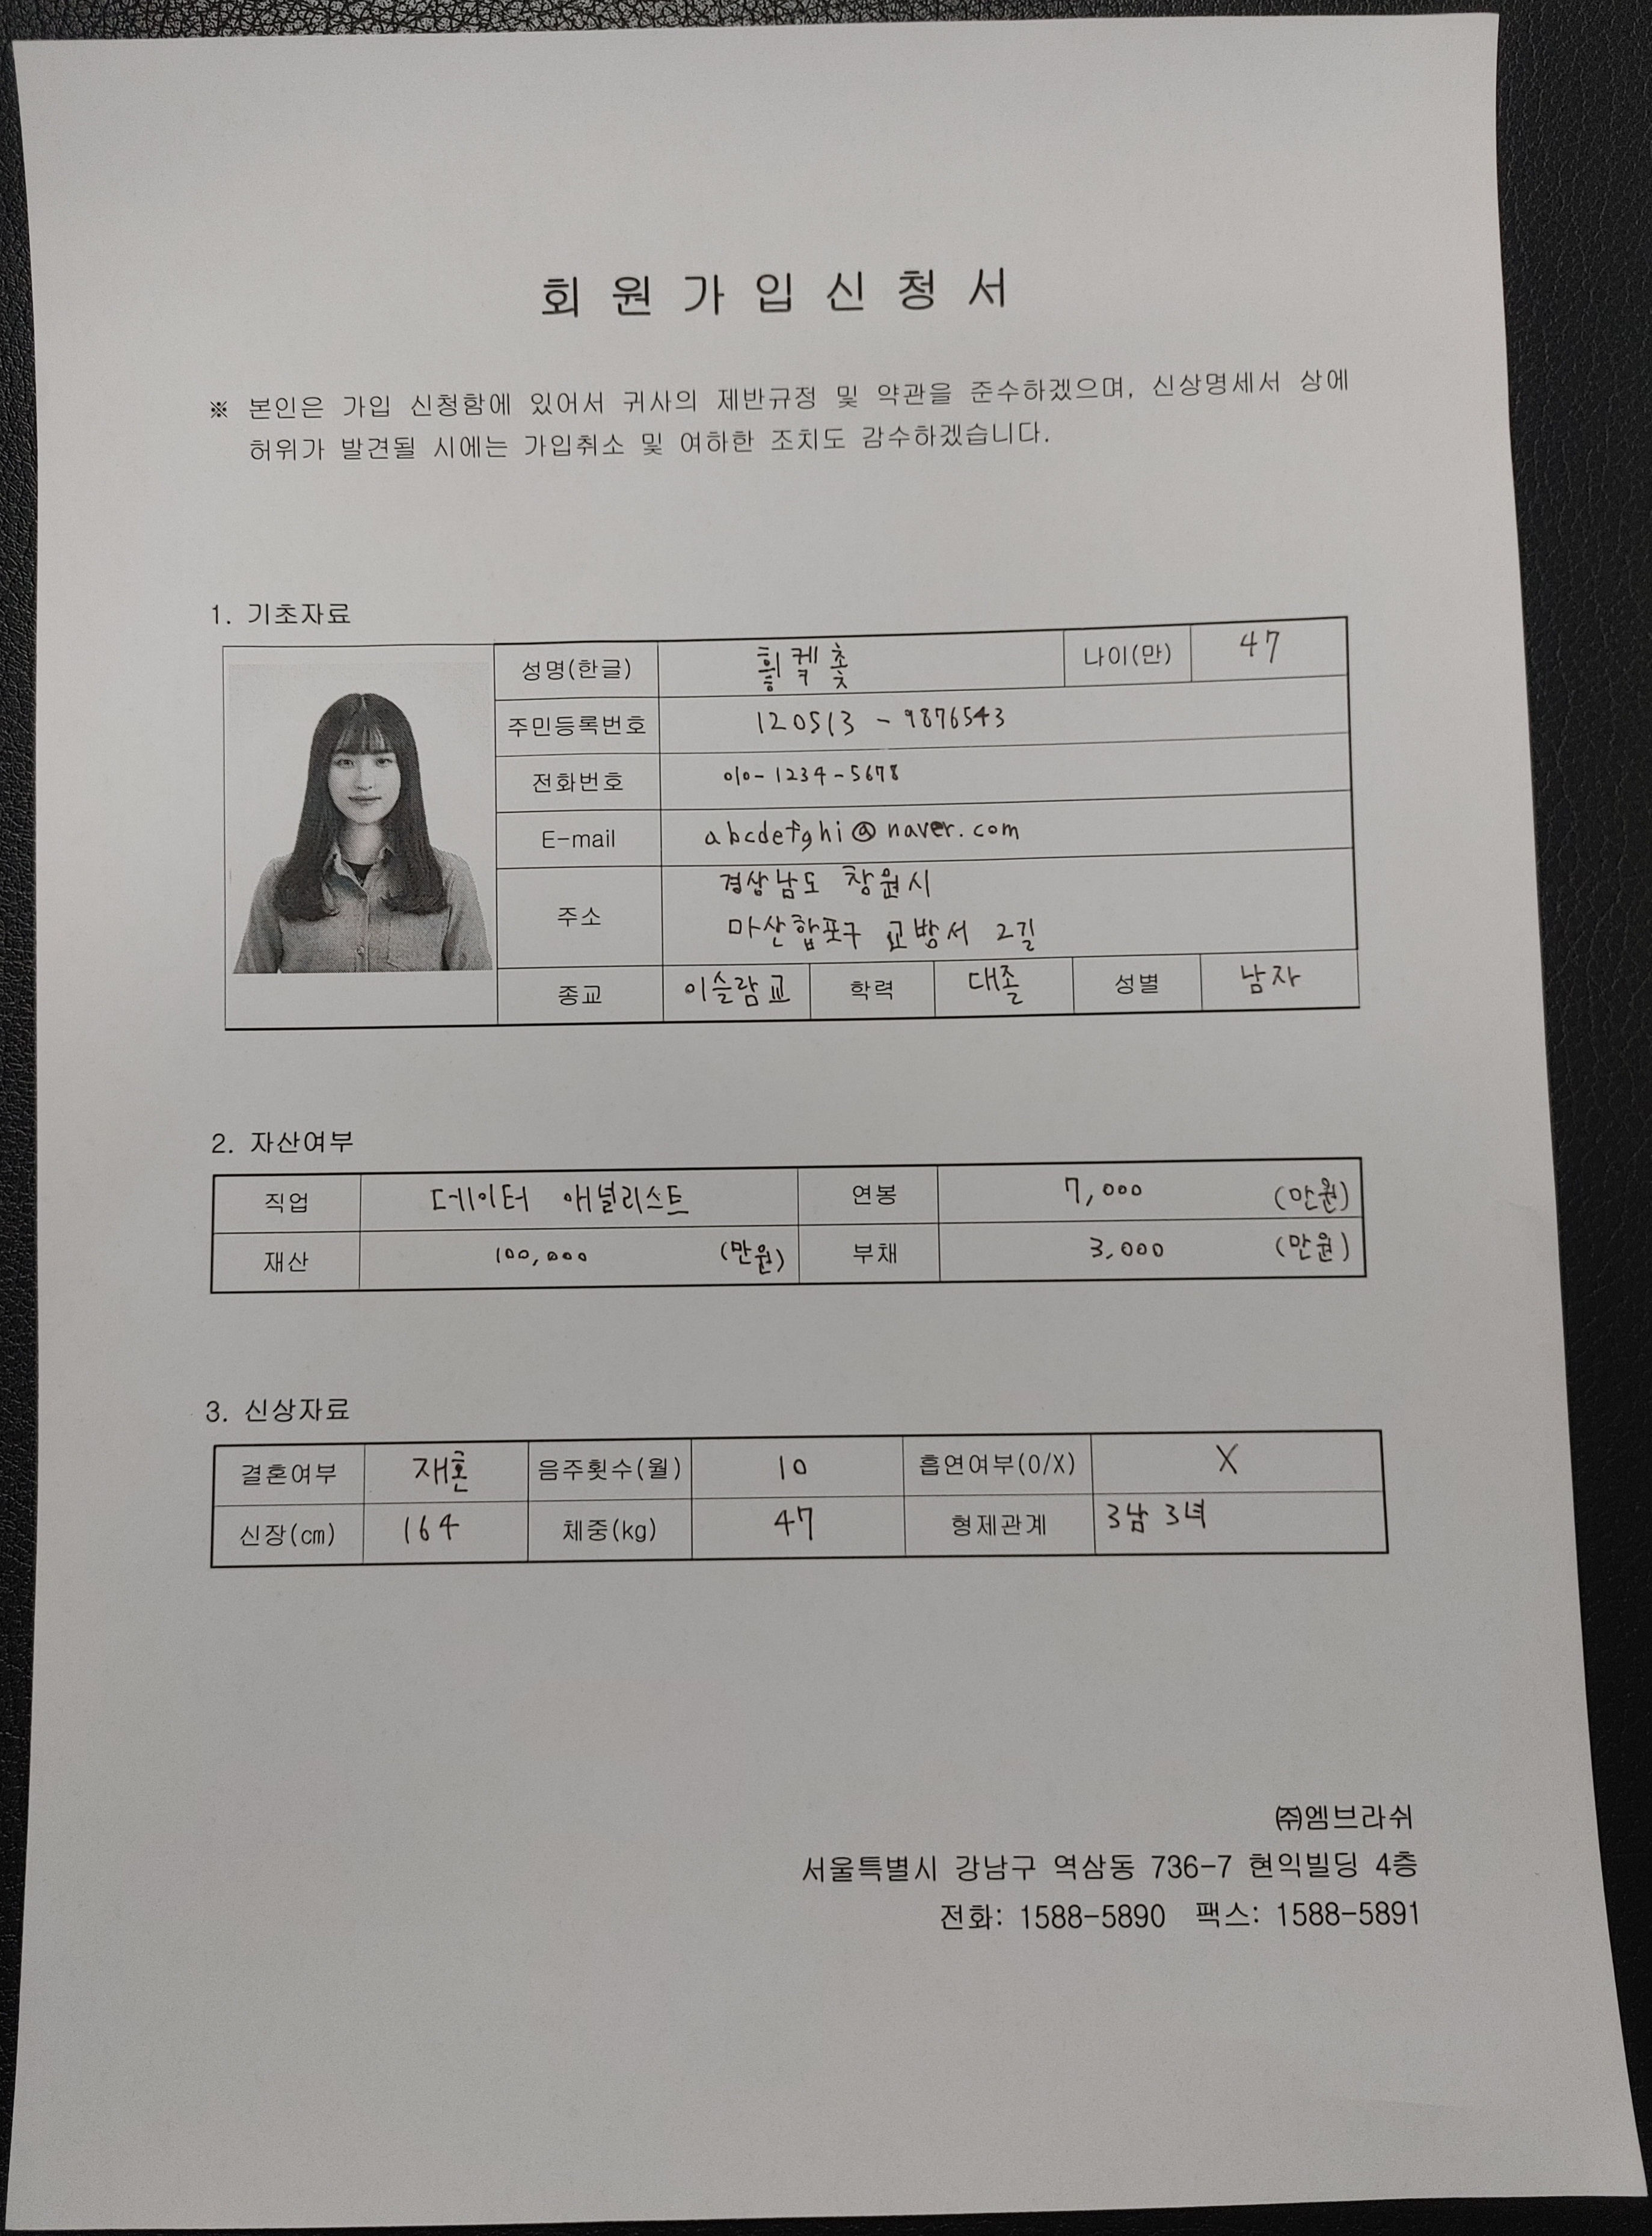 회 원 가 입 신 청 서
※ 본인은 가입 신청함에 있어서 귀사의 제반규정 및 약관을 준수하겠으며, 신상명세서 상에
허위가 발견될 시에는 가입취소 및 여하한 조치도 감수하겠습니다.
1. 기초자료
성명(한글) 나이(만) 47
주민등록번호 120513 - 9876543
전화번호 010-1234-5678
E-mail abcdefghi@naver.com
주소 경상남도 창원시
마산합포구 교방서 2길
종교 이슬람교 학력 대졸 성별 남자
2. 자산여부
직업 데이터 애널리스트 연봉 7,000 (만원)
재산 100,000 (만원) 부채 3,000 (만원)
3. 신상자료
결혼여부 재혼 음주횟수(월) 10 흡연여부(O/X) X
신장(cm) 164 체중(kg) 47 형제관계 3남 3녀
㈜엠브라쉬
서울특별시 강남구 역삼동 736-7 현익빌딩 4층
전화: 1588-5890 팩스: 1588-5891